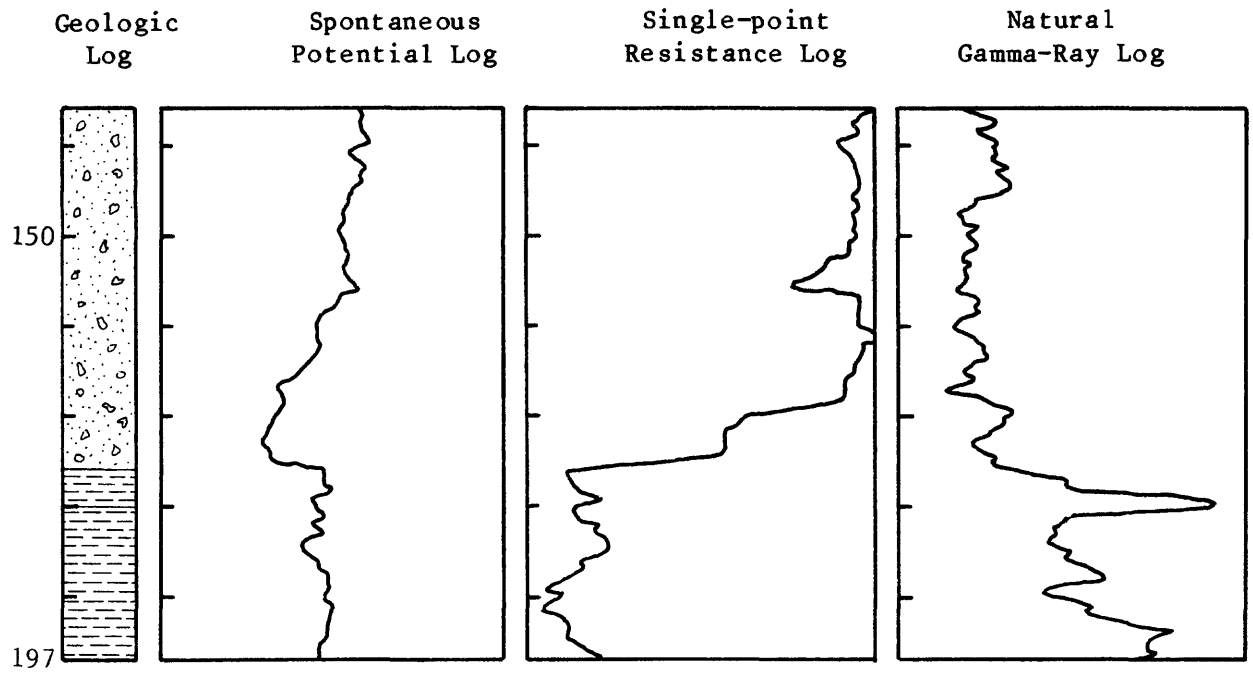 Geologic
Log
Spontaneous
Potential Log
Single-point
Resistance Log
Natural
Gamma-Ray Log
150
197